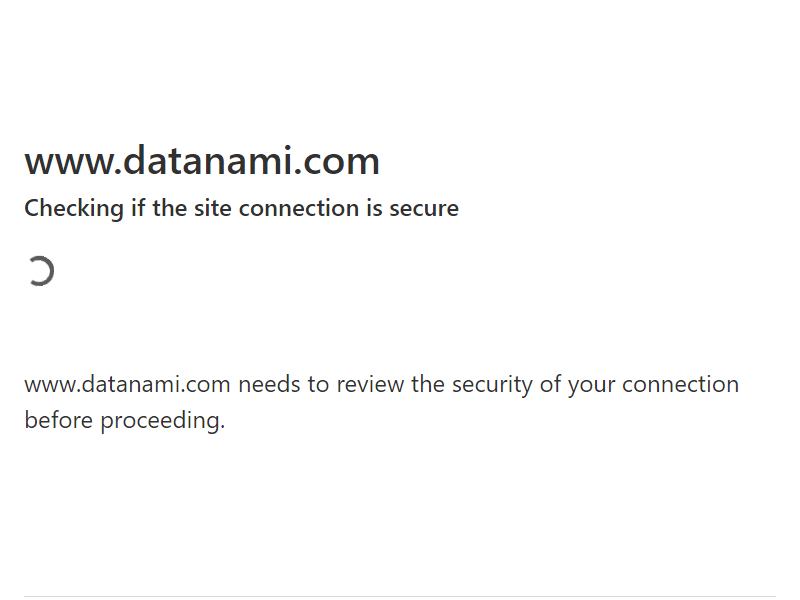 www.datanami.com
Checking if the site connection is secure
www.datanami.com needs to review the security of your connection
before proceeding.